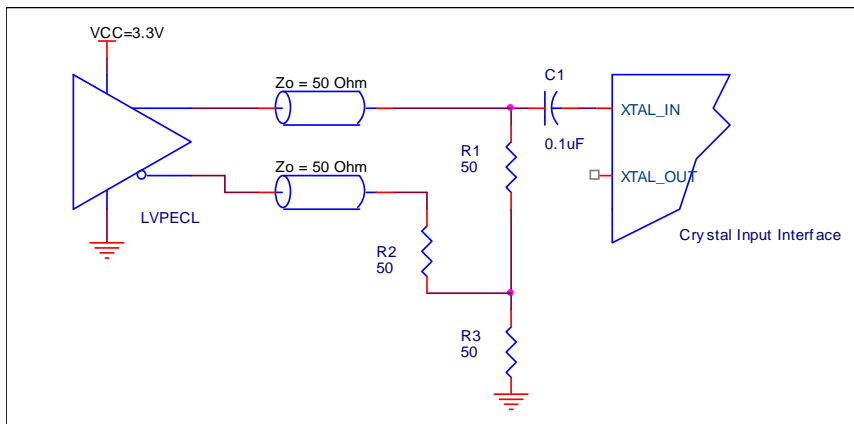 VCC=3.3V
Zo = 50 Ohm
C1
0.1uF
XTAL_IN
R1
50
Zo = 50 Ohm
XTAL_OUT
LVPECL
R2
50
Crystal Input Interface
R3
50